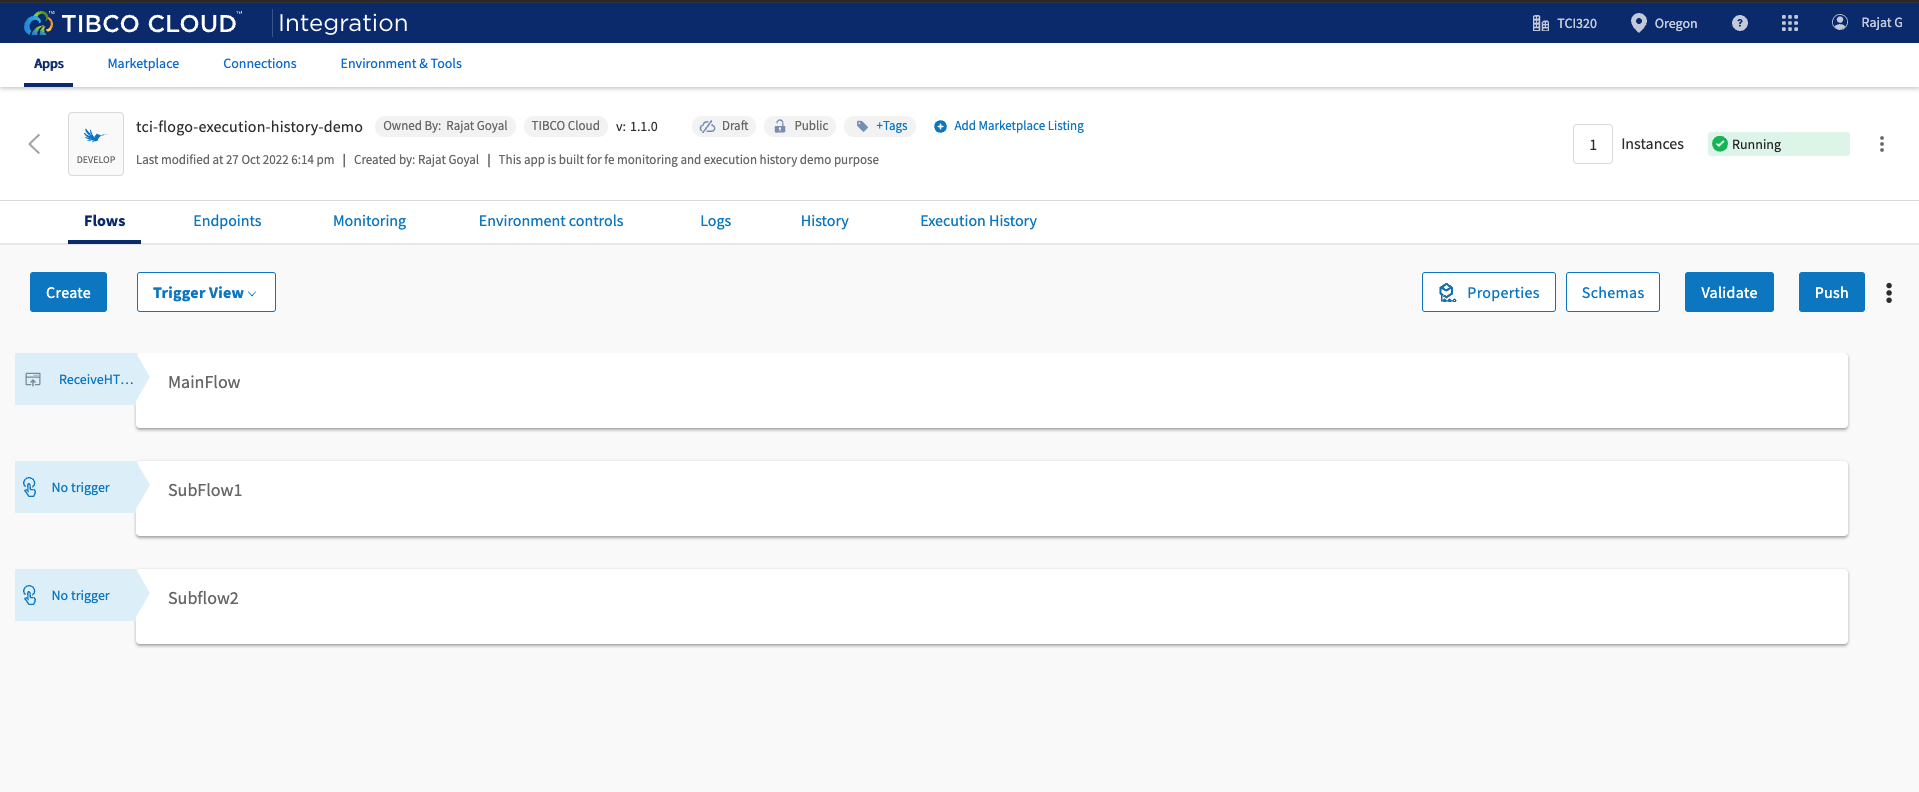 TIBCO CLOUD™ Integration TCI320 Oregon ? Rajat G
Apps Marketplace Connections Environment & Tools
tci-flogo-execution-history-demo Owned By: Rajat Goyal TIBCO Cloud v: 1.1.0 Draft Public +Tags Add Marketplace Listing
DEVELOP Last modified at 27 Oct 2022 6:14 pm | Created by: Rajat Goyal | This app is built for fe monitoring and execution history demo purpose
1 Instances Running
Flows Endpoints Monitoring Environment controls Logs History Execution History
Create Trigger View Properties Schemas Validate Push
ReceiveHT... MainFlow
No trigger SubFlow1
No trigger Subflow2